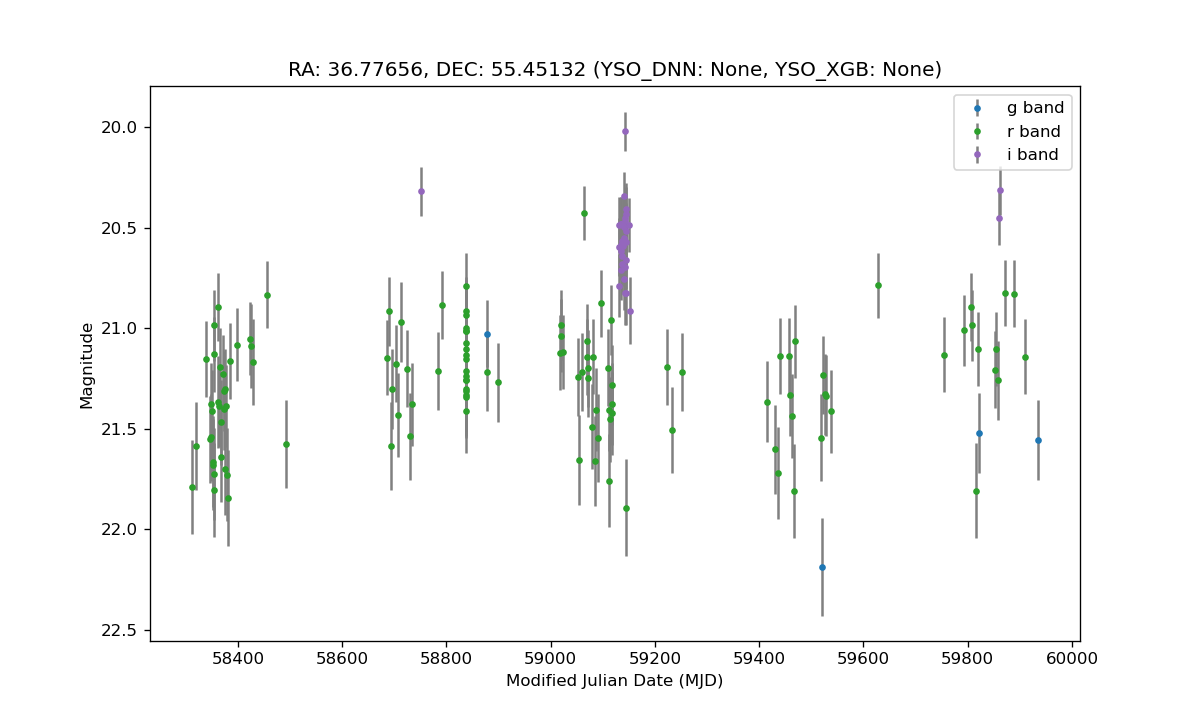 RA: 36.77656, DEC: 55.45132 (YSO_DNN: None, YSO_XGB: None)
g band
r band
i band
Magnitude
20.0
20.5
21.0
21.5
22.0
22.5
58400 58600 58800 59000 59200 59400 59600 59800 60000
Modified Julian Date (MJD)